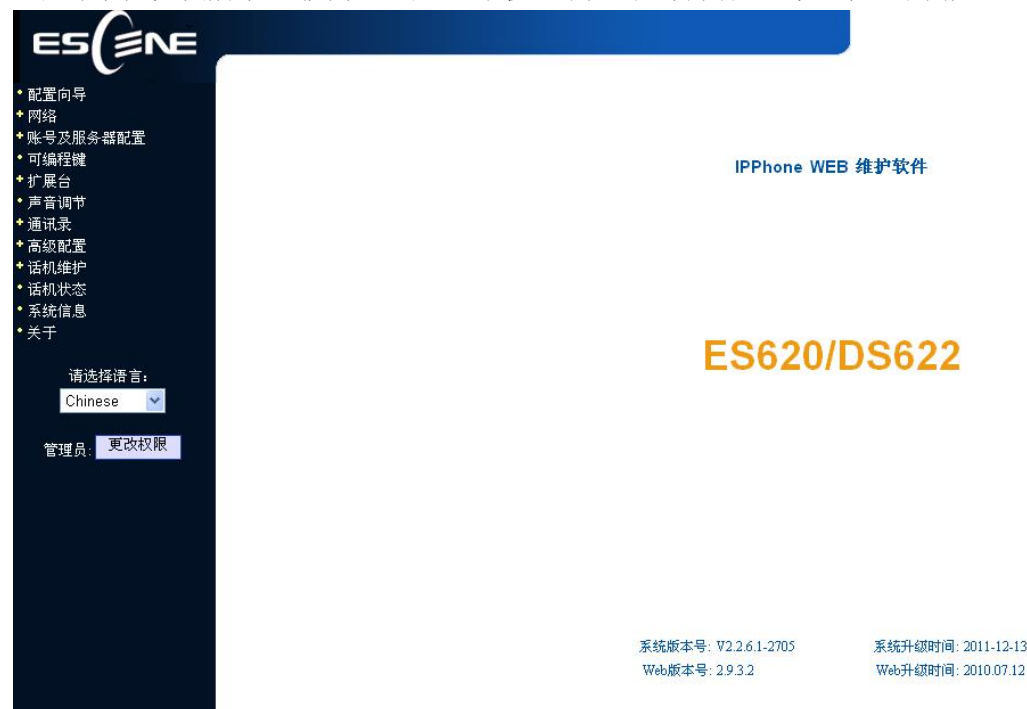 ESCENE
配置向导
网络
账号及服务器配置
可编程键
扩展台
声音调节
通讯录
高级配置
话机维护
话机状态
系统信息
关于
请选择语言:
Chinese
管理员: 更改权限
IPPhone WEB 维护软件
ES620/DS622
系统版本号: V2.2.6.1-2705 系统升级时间: 2011-12-13
Web版本号: 2.9.3.2 Web升级时间: 2010.07.12